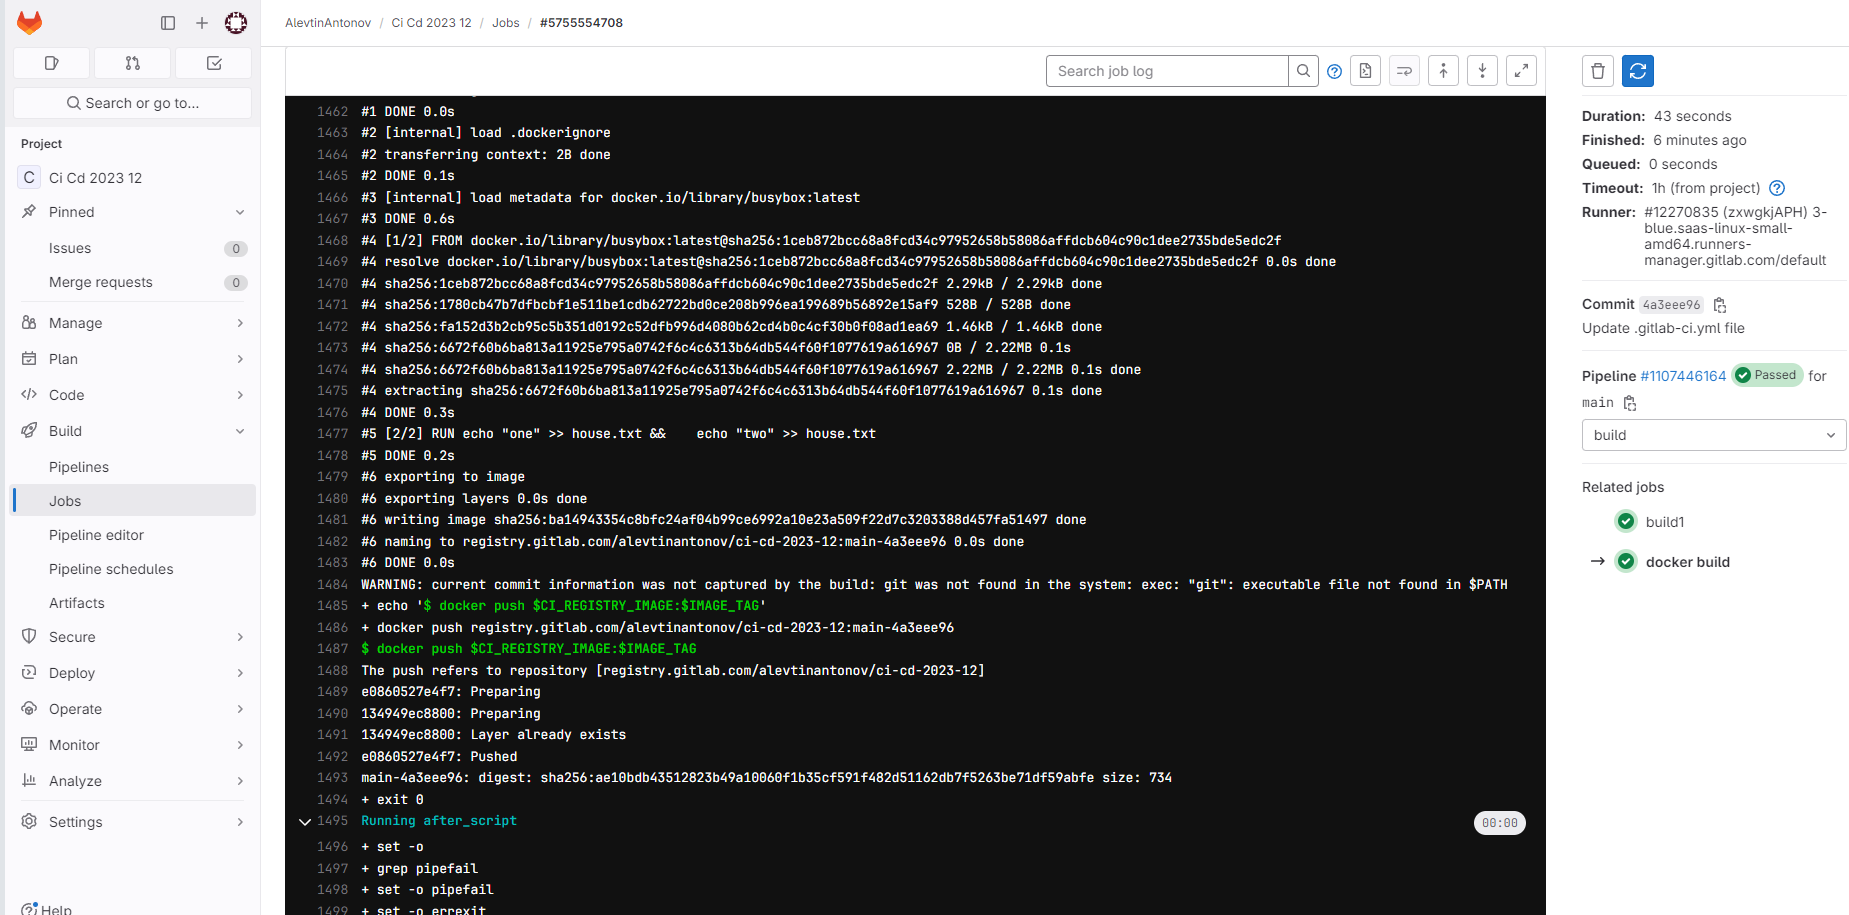 AlevtinAntonov / Ci Cd 2023 12 / Jobs / #5755554708
Search or go to...
Project
C Ci Cd 2023 12
Pinned
Issues 0
Merge requests 0
Manage
Plan
Code
Build
Pipelines
Jobs
Pipeline editor
Pipeline schedules
Artifacts
Secure
Deploy
Operate
Monitor
Analyze
Settings
Help
Search job log
1462 #1 DONE 0.0s
1463 #2 [internal] load .dockerignore
1464 #2 transferring context: 2B done
1465 #2 DONE 0.1s
1466 #3 [internal] load metadata for docker.io/library/busybox:latest
1467 #3 DONE 0.6s
1468 #4 [1/2] FROM docker.io/library/busybox:latest@sha256:1ceb872bcc68a8fcd34c97952658b58086affdcb604c90c1dee2735bde5edc2f
1469 #4 resolve docker.io/library/busybox:latest@sha256:1ceb872bcc68a8fcd34c97952658b58086affdcb604c90c1dee2735bde5edc2f 0.0s done
1470 #4 sha256:1ceb872bcc68a8fcd34c97952658b58086affdcb604c90c1dee2735bde5edc2f 2.29kB / 2.29kB done
1471 #4 sha256:1780cb47b7dfbcbf1e511be1cdb62722bd0ce208b996ea199689b56892e15af9 528B / 528B done
1472 #4 sha256:fa152d3b2cb95c5b351d0192c52dfb996d4080b62cd4b0c4cf30b0f08ad1ea69 1.46kB / 1.46kB done
1473 #4 sha256:6672f60b6ba813a11925e795a0742f6c4c6313b64db544f60f1077619a616967 0B / 2.22MB 0.1s
1474 #4 sha256:6672f60b6ba813a11925e795a0742f6c4c6313b64db544f60f1077619a616967 2.22MB / 2.22MB 0.1s done
1475 #4 extracting sha256:6672f60b6ba813a11925e795a0742f6c4c6313b64db544f60f1077619a616967 0.1s done
1476 #4 DONE 0.3s
1477 #5 [2/2] RUN echo "one" >> house.txt &&    echo "two" >> house.txt
1478 #5 DONE 0.2s
1479 #6 exporting to image
1480 #6 exporting layers 0.0s done
1481 #6 writing image sha256:ba14943354c8bfc24af04b99ce6992a10e23a509f22d7c3203388d457fa51497 done
1482 #6 naming to registry.gitlab.com/alevtinantonov/ci-cd-2023-12:main-4a3eee96 0.0s done
1483 #6 DONE 0.0s
1484 WARNING: current commit information was not captured by the build: git was not found in the system: exec: "git": executable file not found in $PATH
1485 + echo '$ docker push $CI_REGISTRY_IMAGE:$IMAGE_TAG'
1486 + docker push registry.gitlab.com/alevtinantonov/ci-cd-2023-12:main-4a3eee96
1487 $ docker push $CI_REGISTRY_IMAGE:$IMAGE_TAG
1488 The push refers to repository [registry.gitlab.com/alevtinantonov/ci-cd-2023-12]
1489 e0860527e4f7: Preparing
1490 134949ec8800: Preparing
1491 134949ec8800: Layer already exists
1492 e0860527e4f7: Pushed
1493 main-4a3eee96: digest: sha256:ae10bdb43512823b49a10060f1b35cf591f482d51162db7f5263be71df59abfe size: 734
1494 + exit 0
1495 Running after_script 00:00
1496 + set -o
1497 + grep pipefail
1498 + set -o pipefail
1499 + set -o errexit
Duration: 43 seconds
Finished: 6 minutes ago
Queued: 0 seconds
Timeout: 1h (from project)
Runner: #12270835 (zxwgkjAPH) 3-
blue.saas-linux-small-
amd64.runners-
manager.gitlab.com/default
Commit 4a3eee96
Update .gitlab-ci.yml file
Pipeline #1107446164 Passed for
main
build
Related jobs
build1
docker build